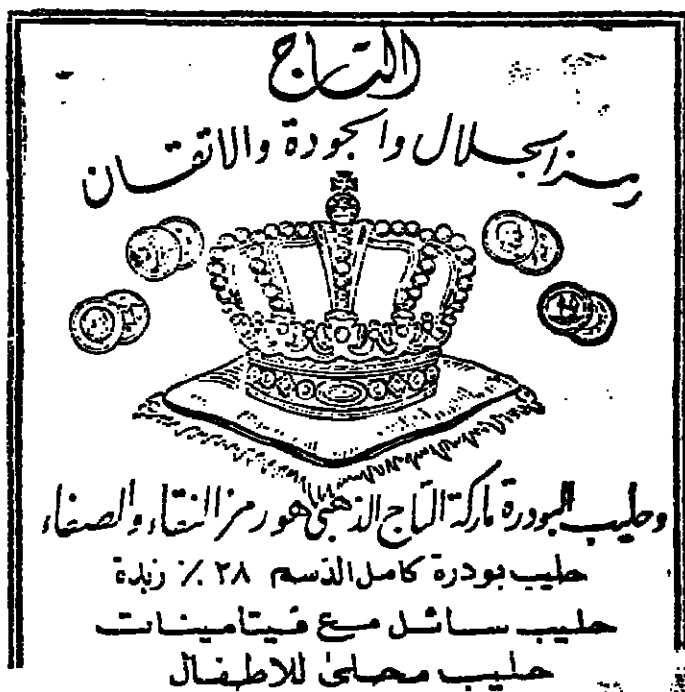 التاج
رمز الجلال والجودة والاتقان
وحليب البودرة ماركة التاج الذهبي هو رمز النقاء والصفاء
حليب بودرة كامل الدسم ٢٨ ٪ زبدة
حليب سائل مع فيتامينات
حليب محلى للاطفال